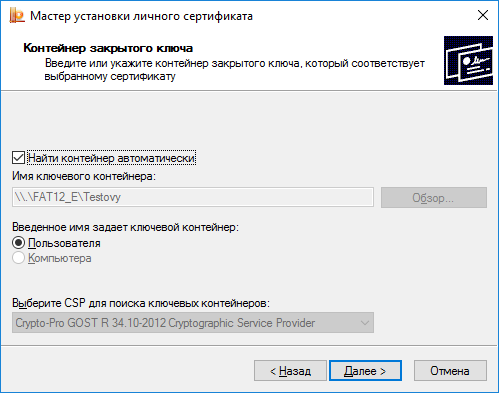 Мастер установки личного сертификата
Контейнер закрытого ключа
Введите или укажите контейнер закрытого ключа, который соответствует
выбранному сертификату
Найти контейнер автоматически
Имя ключевого контейнера:
\\.\FAT12_E\Testovy
Обзор...
Введенное имя задает ключевой контейнер:
Пользователя
Компьютера
Выберите CSP для поиска ключевых контейнеров:
Crypto-Pro GOST R 34.10-2012 Cryptographic Service Provider
< Назад
Далее >
Отмена